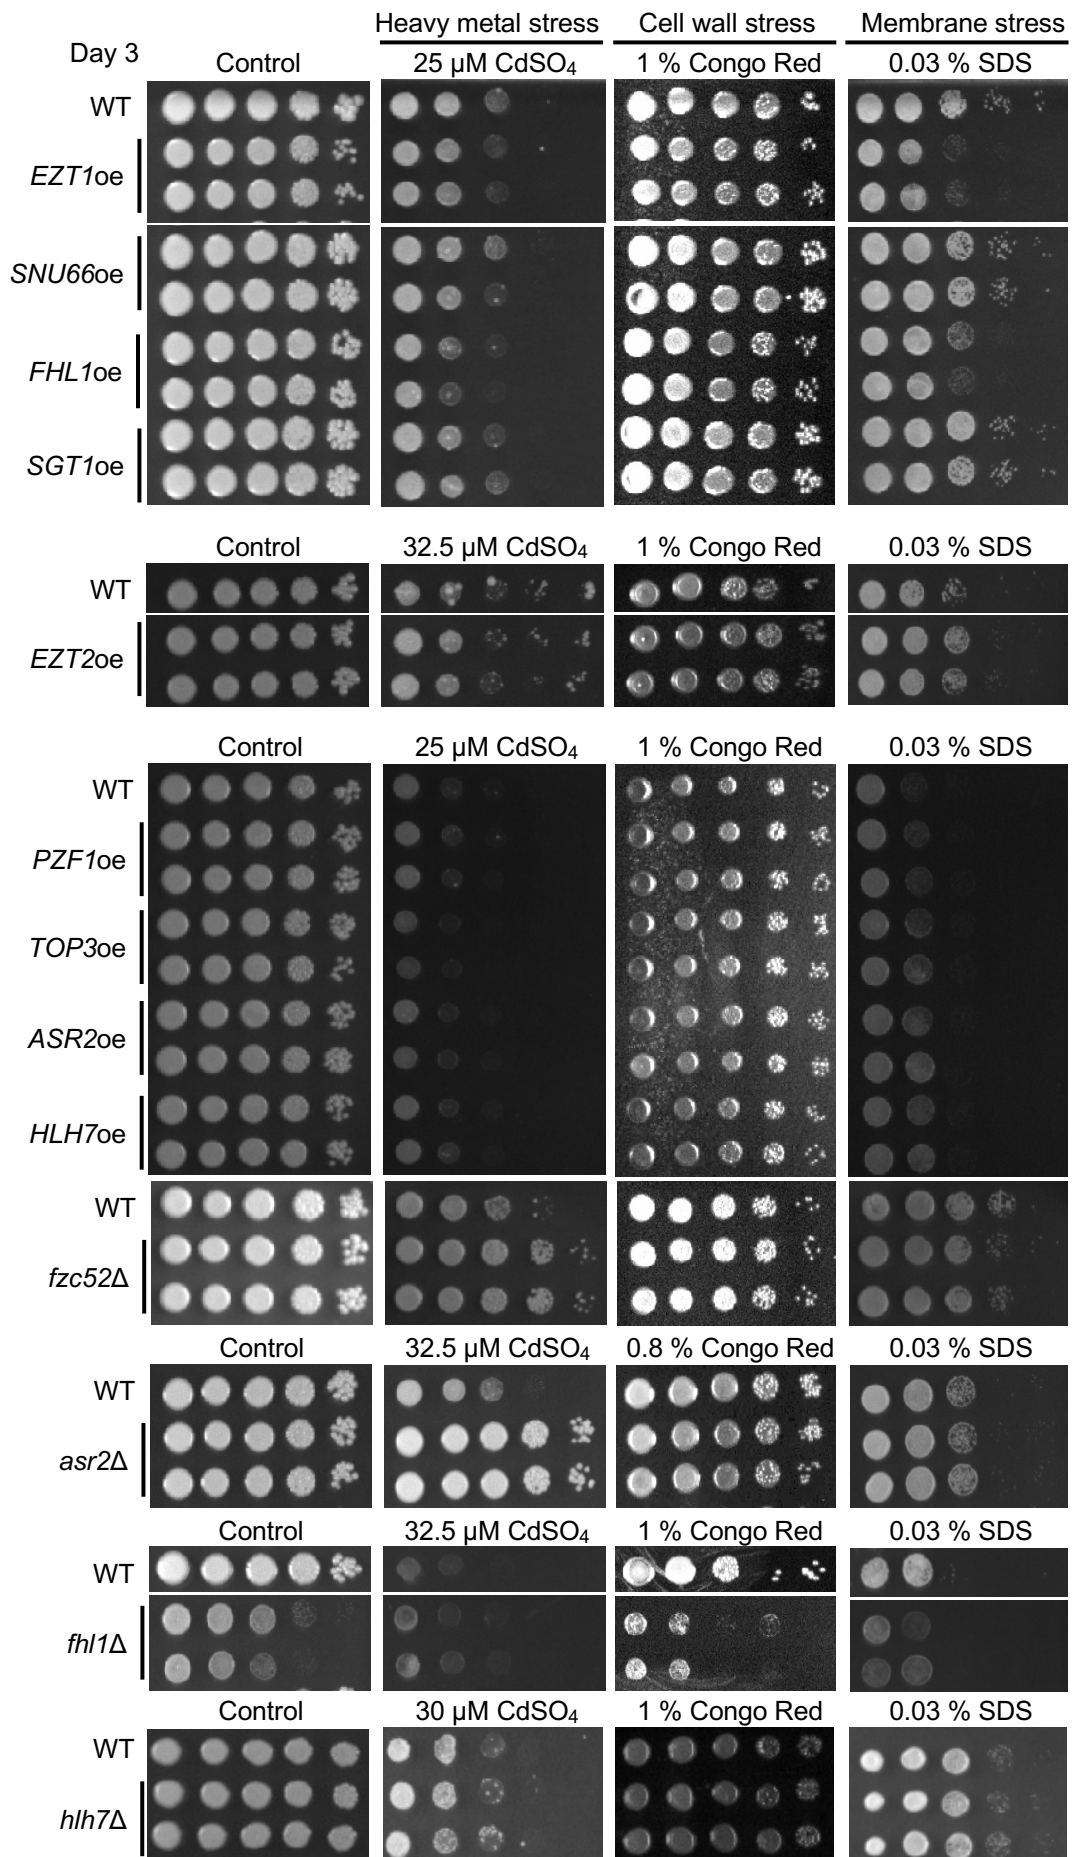 Heavy metal stress Cell wall stress Membrane stress
Day 3
Control 25 µM CdSO₄ 1 % Congo Red 0.03 % SDS
WT
EZT1oe
SNU66oe
FHL1oe
SGT1oe
Control 32.5 µM CdSO₄ 1 % Congo Red 0.03 % SDS
WT
EZT2oe
Control 25 µM CdSO₄ 1 % Congo Red 0.03 % SDS
WT
PZF1oe
TOP3oe
ASR2oe
HLH7oe
WT
fzc52Δ
Control 32.5 µM CdSO₄ 0.8 % Congo Red 0.03 % SDS
WT
asr2Δ
Control 32.5 µM CdSO₄ 1 % Congo Red 0.03 % SDS
WT
fhl1Δ
Control 30 µM CdSO₄ 1 % Congo Red 0.03 % SDS
WT
hlh7Δ